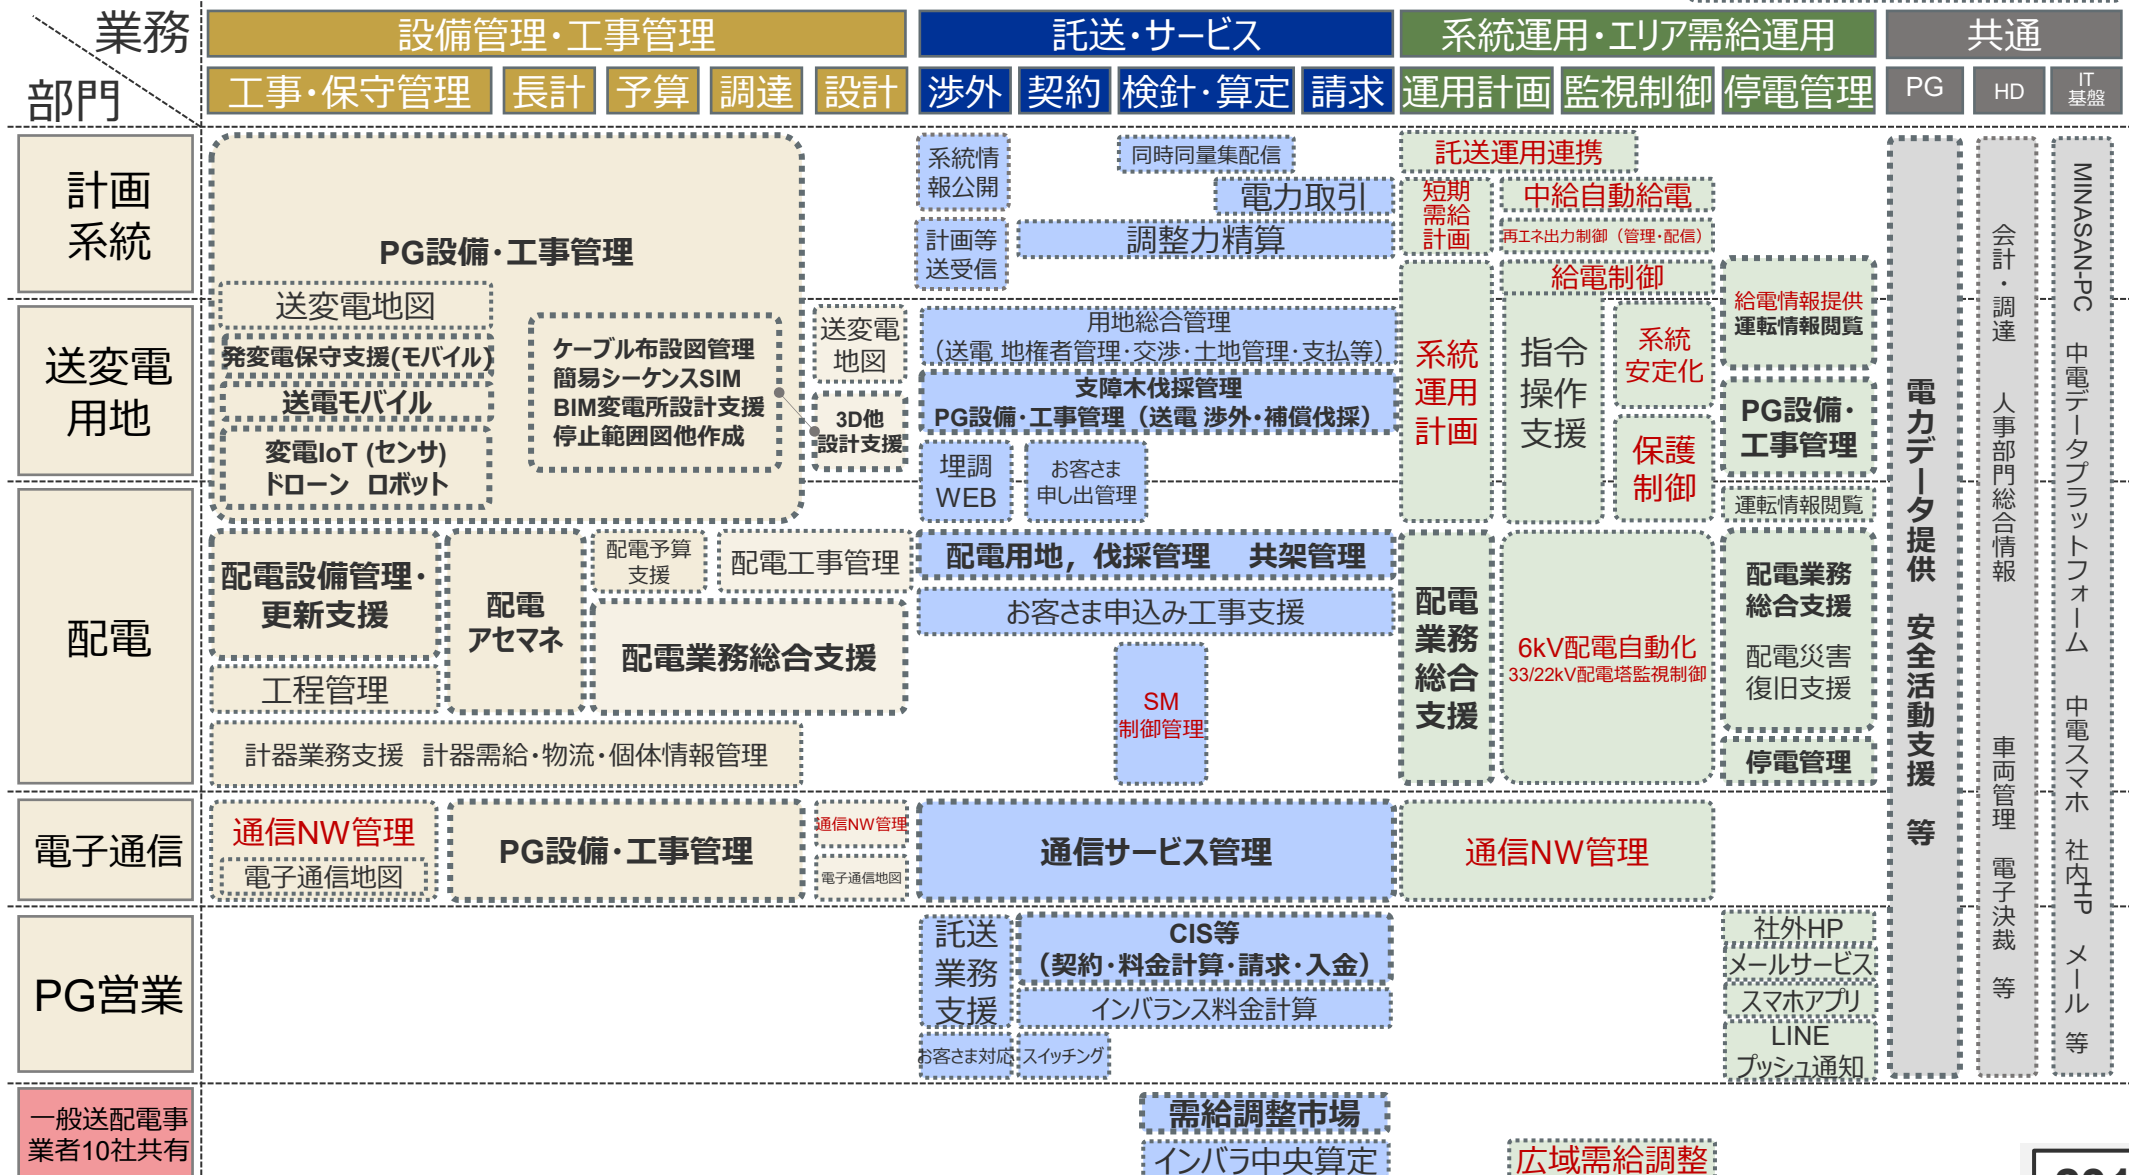 業務
部門
設備管理・工事管理
託送・サービス
系統運用・エリア需給運用
共通
工事・保守管理
長計
予算
調達
設計
渉外
契約
検針・算定
請求
運用計画
監視制御
停電管理
PG
HD
IT
基盤
計画
系統
PG設備・工事管理
送変電地図
系統情
報公開
同時同量集配信
電力取引
計画等
送受信
調整力精算
託送運用連携
短期
需給
計画
中給自動給電
再エネ出力制御（管理・配信）
給電制御
送変電
用地
発変電保守支援(モバイル)
送電モバイル
変電IoT (センサ)
ドローン ロボット
ケーブル布設図管理
簡易シーケンスSIM
BIM変電所設計支援
停止範囲図他作成
送変電
地図
3D他
設計支援
用地総合管理
（送電 地権者管理・交渉・土地管理・支払等）
支障木伐採管理
PG設備・工事管理（送電 渉外・補償伐採）
埋調
WEB
お客さま
申し出管理
系統
運用
計画
指令
操作
支援
系統
安定化
保護
制御
給電情報提供
運転情報閲覧
PG設備・
工事管理
運転情報閲覧
配電
配電設備管理・
更新支援
工程管理
配電
アセマネ
配電予算
支援
配電工事管理
配電業務総合支援
計器業務支援 計器需給・物流・個体情報管理
配電用地，伐採管理 共架管理
お客さま申込み工事支援
SM
制御管理
配電
業務
総合
支援
6kV配電自動化
33/22kV配電塔監視制御
配電業務
総合支援
配電災害
復旧支援
停電管理
電子通信
通信NW管理
電子通信地図
PG設備・工事管理
通信NW管理
電子通信地図
通信サービス管理
通信NW管理
PG営業
託送
業務
支援
CIS等
（契約・料金計算・請求・入金）
インバランス料金計算
お客さま対応
スイッチング
社外HP
メールサービス
スマホアプリ
LINE
プッシュ通知
電力データ提供 安全活動支援 等
会計・調達 人事部門総合情報 車両管理 電子決裁 等
MINASAN-PC 中電データプラットフォーム 中電スマホ 社内HP メール 等
一般送配電事
業者10社共有
需給調整市場
インバラ中央算定
広域需給調整